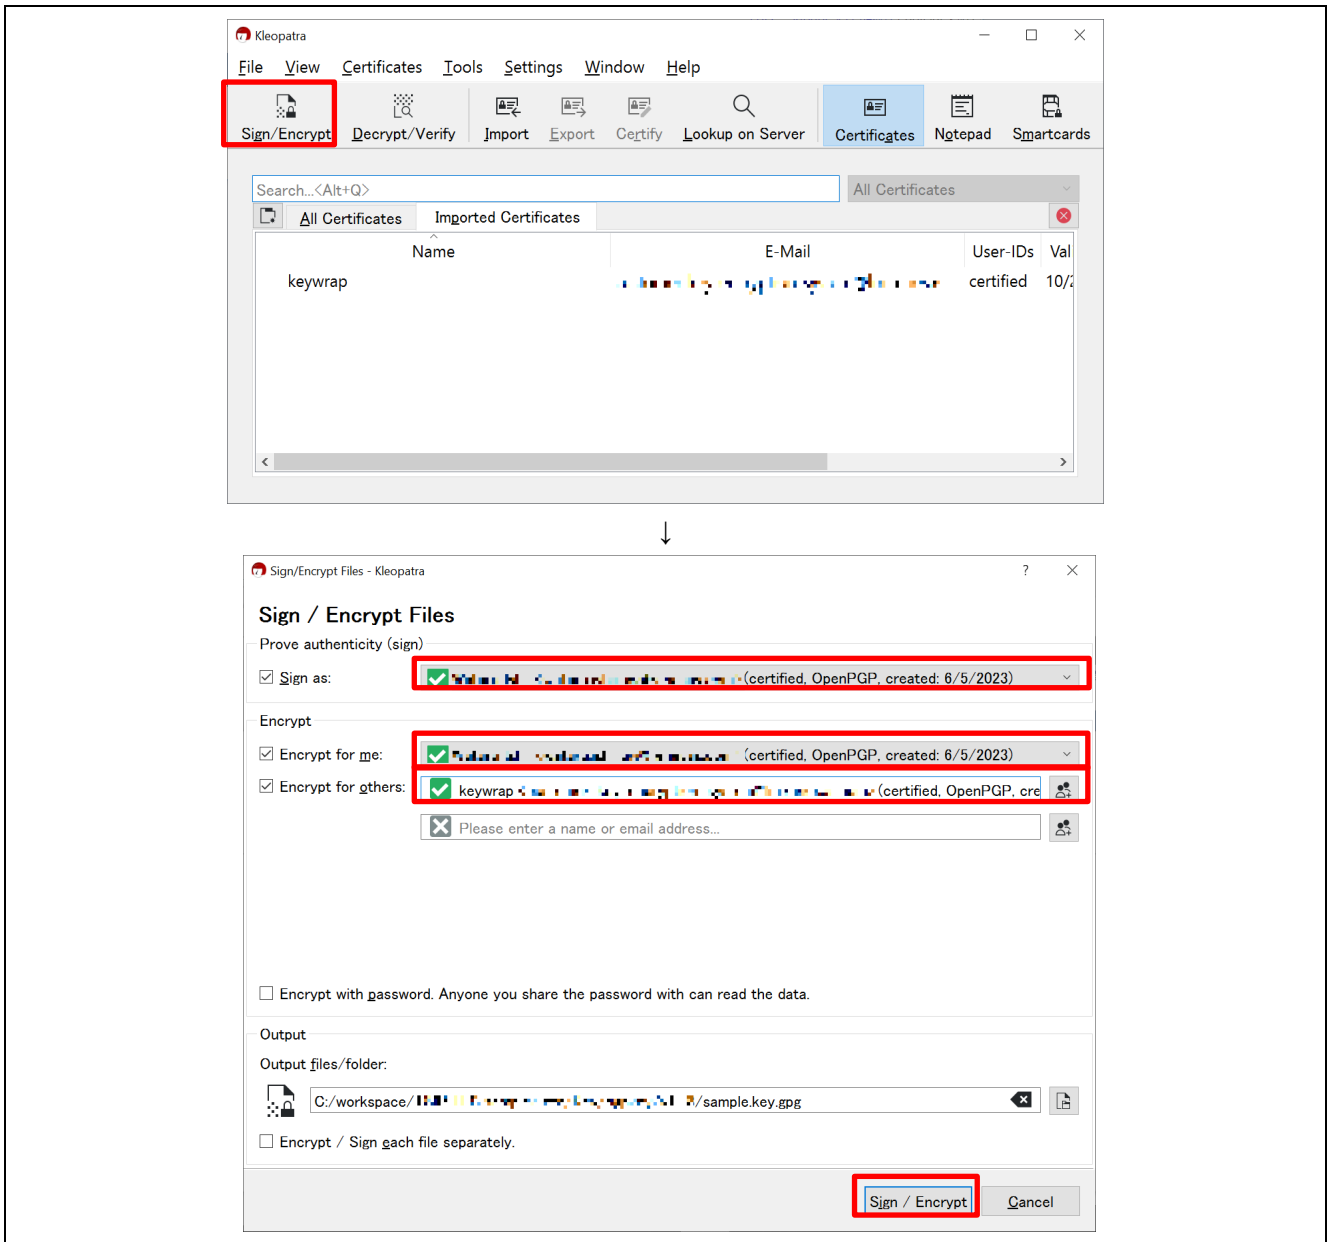 Kleopatra
File View Certificates Tools Settings Window Help
Sign/Encrypt Decrypt/Verify Import Export Certify Lookup on Server Certificates Notepad Smartcards
Search...<Alt+Q> All Certificates
All Certificates Imported Certificates
Name E-Mail User-IDs Val
keywrap certified 10/2
↓
Sign/Encrypt Files - Kleopatra ?
Sign / Encrypt Files
Prove authenticity (sign)
Sign as: (certified, OpenPGP, created: 6/5/2023)
Encrypt
Encrypt for me: (certified, OpenPGP, created: 6/5/2023)
Encrypt for others: keywrap (certified, OpenPGP, cre
Please enter a name or email address...
Encrypt with password. Anyone you share the password with can read the data.
Output
Output files/folder:
C:/workspace/ /sample.key.gpg
Encrypt / Sign each file separately.
Sign / Encrypt Cancel